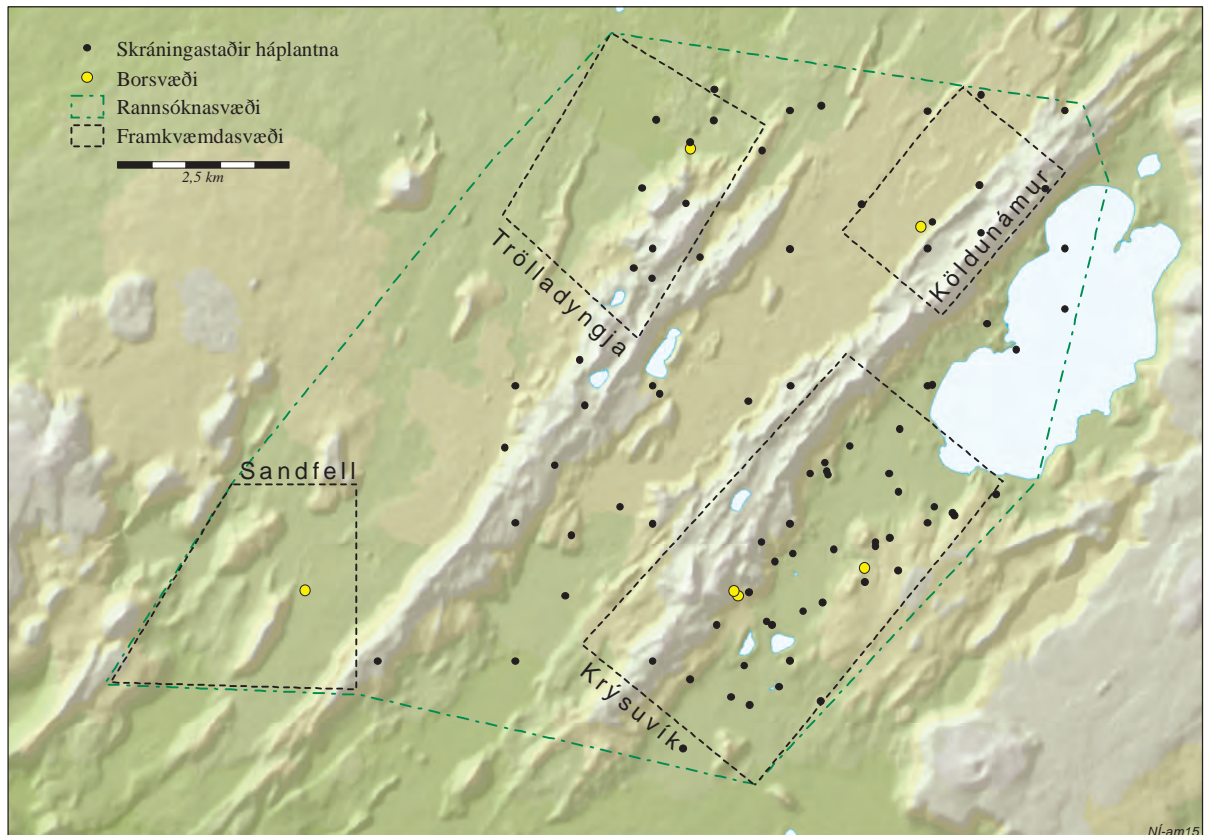 Skráningastaðir háplantna
Borsvæði
Rannsóknasvæði
Framkvæmdasvæði
2,5 km
Trölladyngja
Köldunámur
Sandfell
Krýsuvík
NÍ-am15